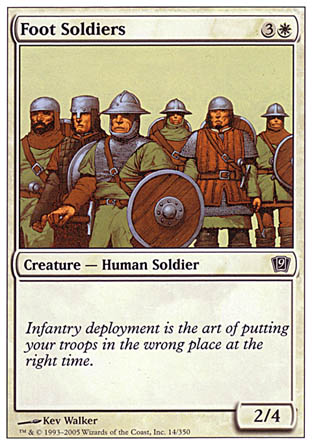 Foot Soldiers 3
Creature — Human Soldier 9
Infantry deployment is the art of putting
your troops in the wrong place at the
right time.
Kev Walker
™ & © 1993–2005 Wizards of the Coast, Inc. 14/350
2/4